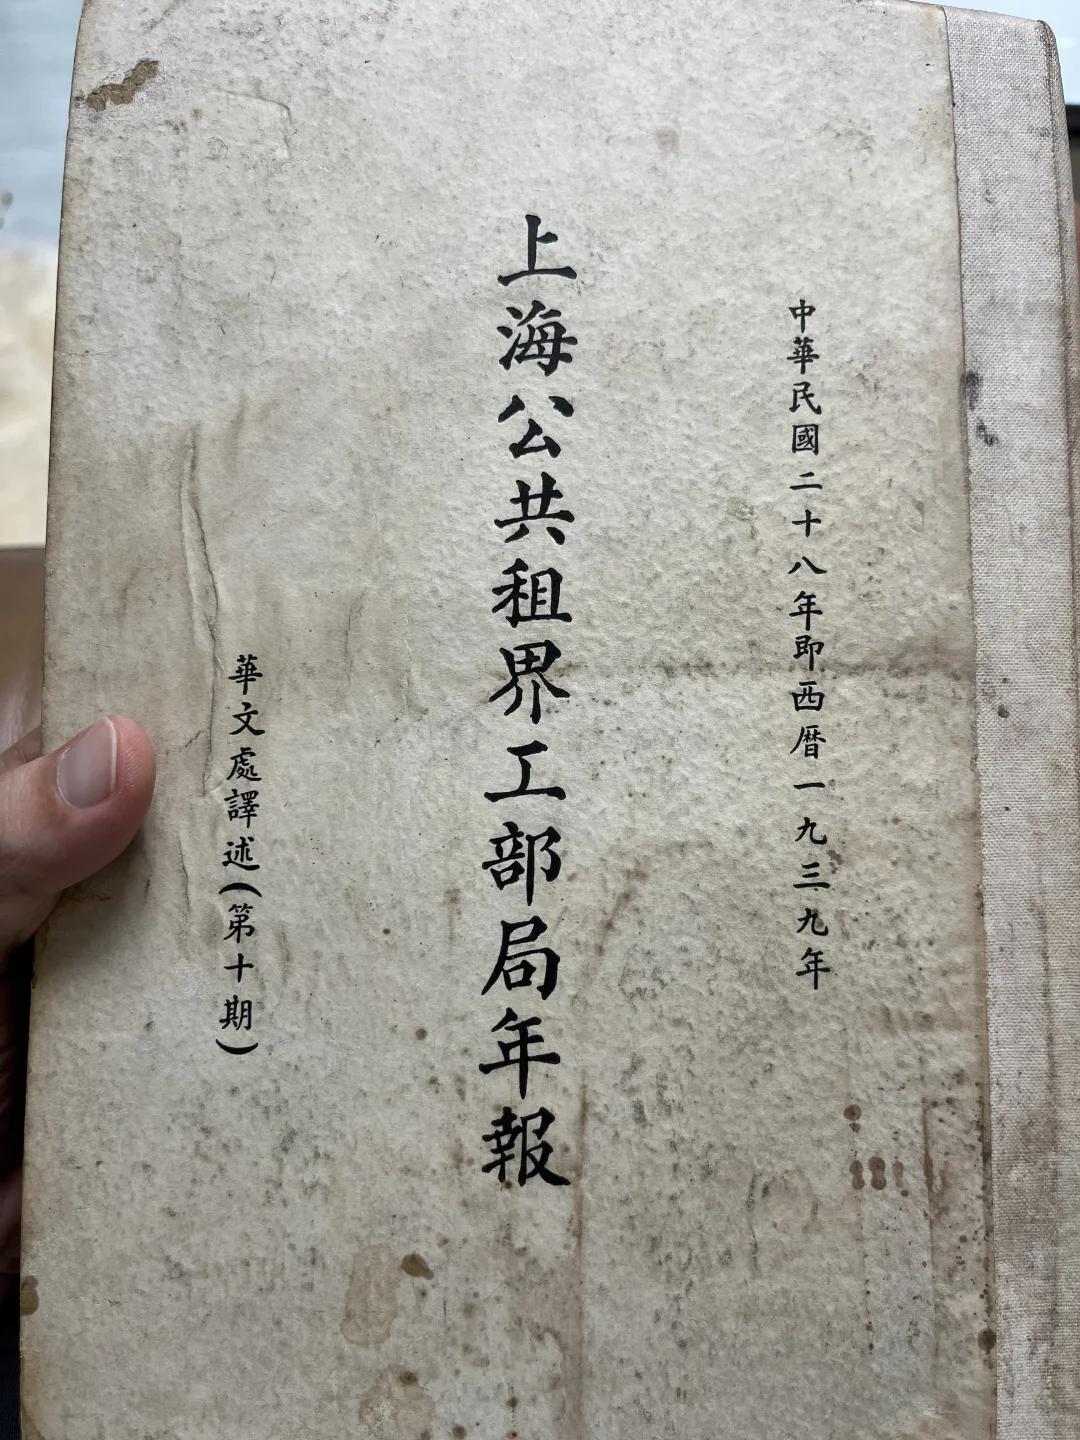 中華民國二十八年即西曆一九三九年
上海公共租界工部局年報
華文處譯述(第十期)